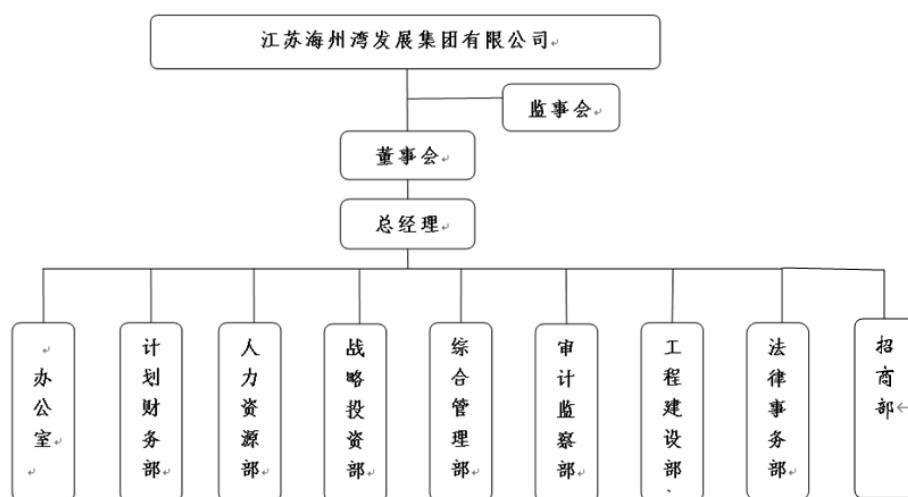 江苏海州湾发展集团有限公司
监事会
董事会
总经理
办公室
计划财务部
人力资源部
战略投资部
综合管理部
审计监察部
工程建设部
法律事务部
招商部